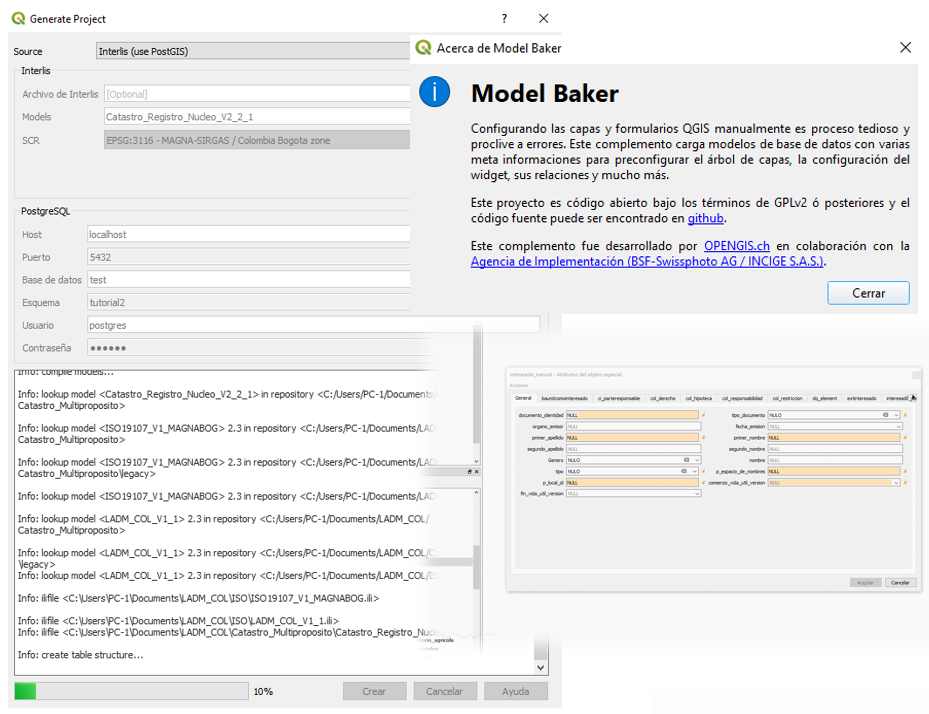 Generate Project
?
Source
Interlis (use PostGIS)
Interlis
Archivo de Interlis
[Optional]
Models
Catastro_Registro_Nucleo_V2_2_1
SCR
EPSG:3116 - MAGNA-SIRGAS / Colombia Bogota zone
PostgreSQL
Host
localhost
Puerto
5432
Base de datos
test
Esquema
tutorial2
Usuario
postgres
Contraseña
Info: compile models...
Info: lookup model <Catastro_Registro_Nucleo_V2_2_1> in repository <C:/Users/PC-1/Documents/
Catastro_Multiproposito>
Info: lookup model <ISO19107_V1_MAGNABOG> 2.3 in repository <C:/Users/PC-1/Documents/LADM
Catastro_Multiproposito>
Info: lookup model <ISO19107_V1_MAGNABOG> 2.3 in repository <C:/Users/PC-1/Documents/LADM
Catastro_Multiproposito\legacy>
Info: lookup model <ISO19107_V1_MAGNABOG> 2.3 in repository <C:/Users/PC-1/Documents/LADM
Info: lookup model <LADM_COL_V1_1> 2.3 in repository <C:/Users/PC-1/Documents/LADM_COL/
Catastro_Multiproposito>
Info: lookup model <LADM_COL_V1_1> 2.3 in repository <C:/Users/PC-1/Documents/LADM_COL/C
\legacy>
Info: lookup model <LADM_COL_V1_1> 2.3 in repository <C:/Users/PC-1/Documents/LADM_COL/IS
Info: ilifile <C:\Users\PC-1\Documents\LADM_COL\ISO\ISO19107_V1_MAGNABOG.ili>
Info: ilifile <C:\Users\PC-1\Documents\LADM_COL\ISO\LADM_COL_V1_1.ili>
Info: ilifile <C:\Users\PC-1\Documents\LADM_COL\Catastro_Multiproposito\Catastro_Registro_Nucleo
Info: create table structure...
10%
Crear
Cancelar
Ayuda
Acerca de Model Baker
Model Baker
Configurando las capas y formularios QGIS manualmente es proceso tedioso y
proclive a errores. Este complemento carga modelos de base de datos con varias
meta informaciones para preconfigurar el árbol de capas, la configuración del
widget, sus relaciones y mucho más.
Este proyecto es código abierto bajo los términos de GPLv2 ó posteriores y el
código fuente puede ser encontrado en github.
Este complemento fue desarrollado por OPENGIS.ch en colaboración con la
Agencia de Implementación (BSF-Swissphoto AG / INCIGE S.A.S.).
Cerrar
interesado_natural - Atributos del objeto espacial
Acciones
General
baunitcomointeresado
ci_parteresponsable
col_derecho
col_hipoteca
col_responsabilidad
col_restriccion
dq_element
extinteresado
documento_identidad
NULL
tipo_documento
NULO
organo_emisor
NULL
fecha_emision
NULL
primer_apellido
NULL
primer_nombre
NULL
segundo_apellido
NULL
segundo_nombre
NULL
Genero
NULO
nombre
NULL
tipo
NULO
p_espacio_de_nombres
NULL
p_local_id
NULL
comienzo_vida_util_version
NULL
fin_vida_util_version
NULL
Aceptar
Cancelar